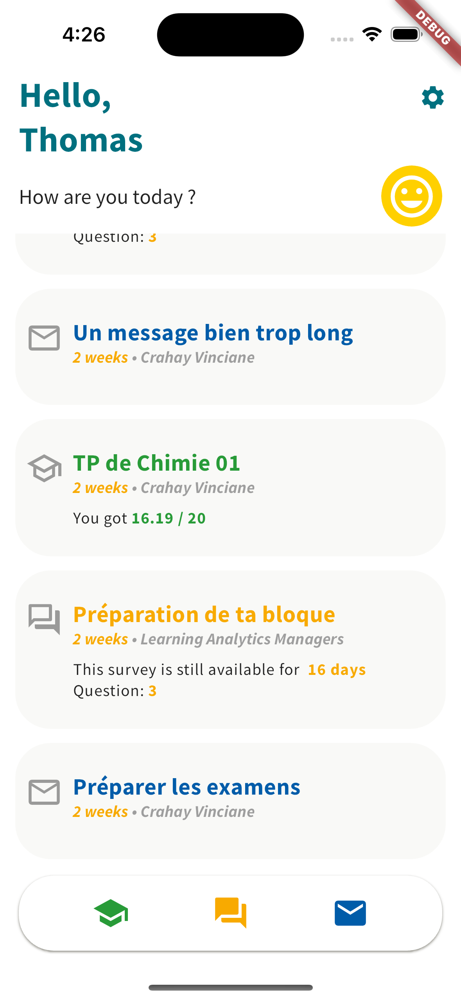 4:26
DEBUG
Hello,
Thomas
How are you today ?
Question: 3
Un message bien trop long
2 weeks • Crahay Vinciane
TP de Chimie 01
2 weeks • Crahay Vinciane
You got 16.19 / 20
Préparation de ta bloque
2 weeks • Learning Analytics Managers
This survey is still available for 16 days
Question: 3
Préparer les examens
2 weeks • Crahay Vinciane